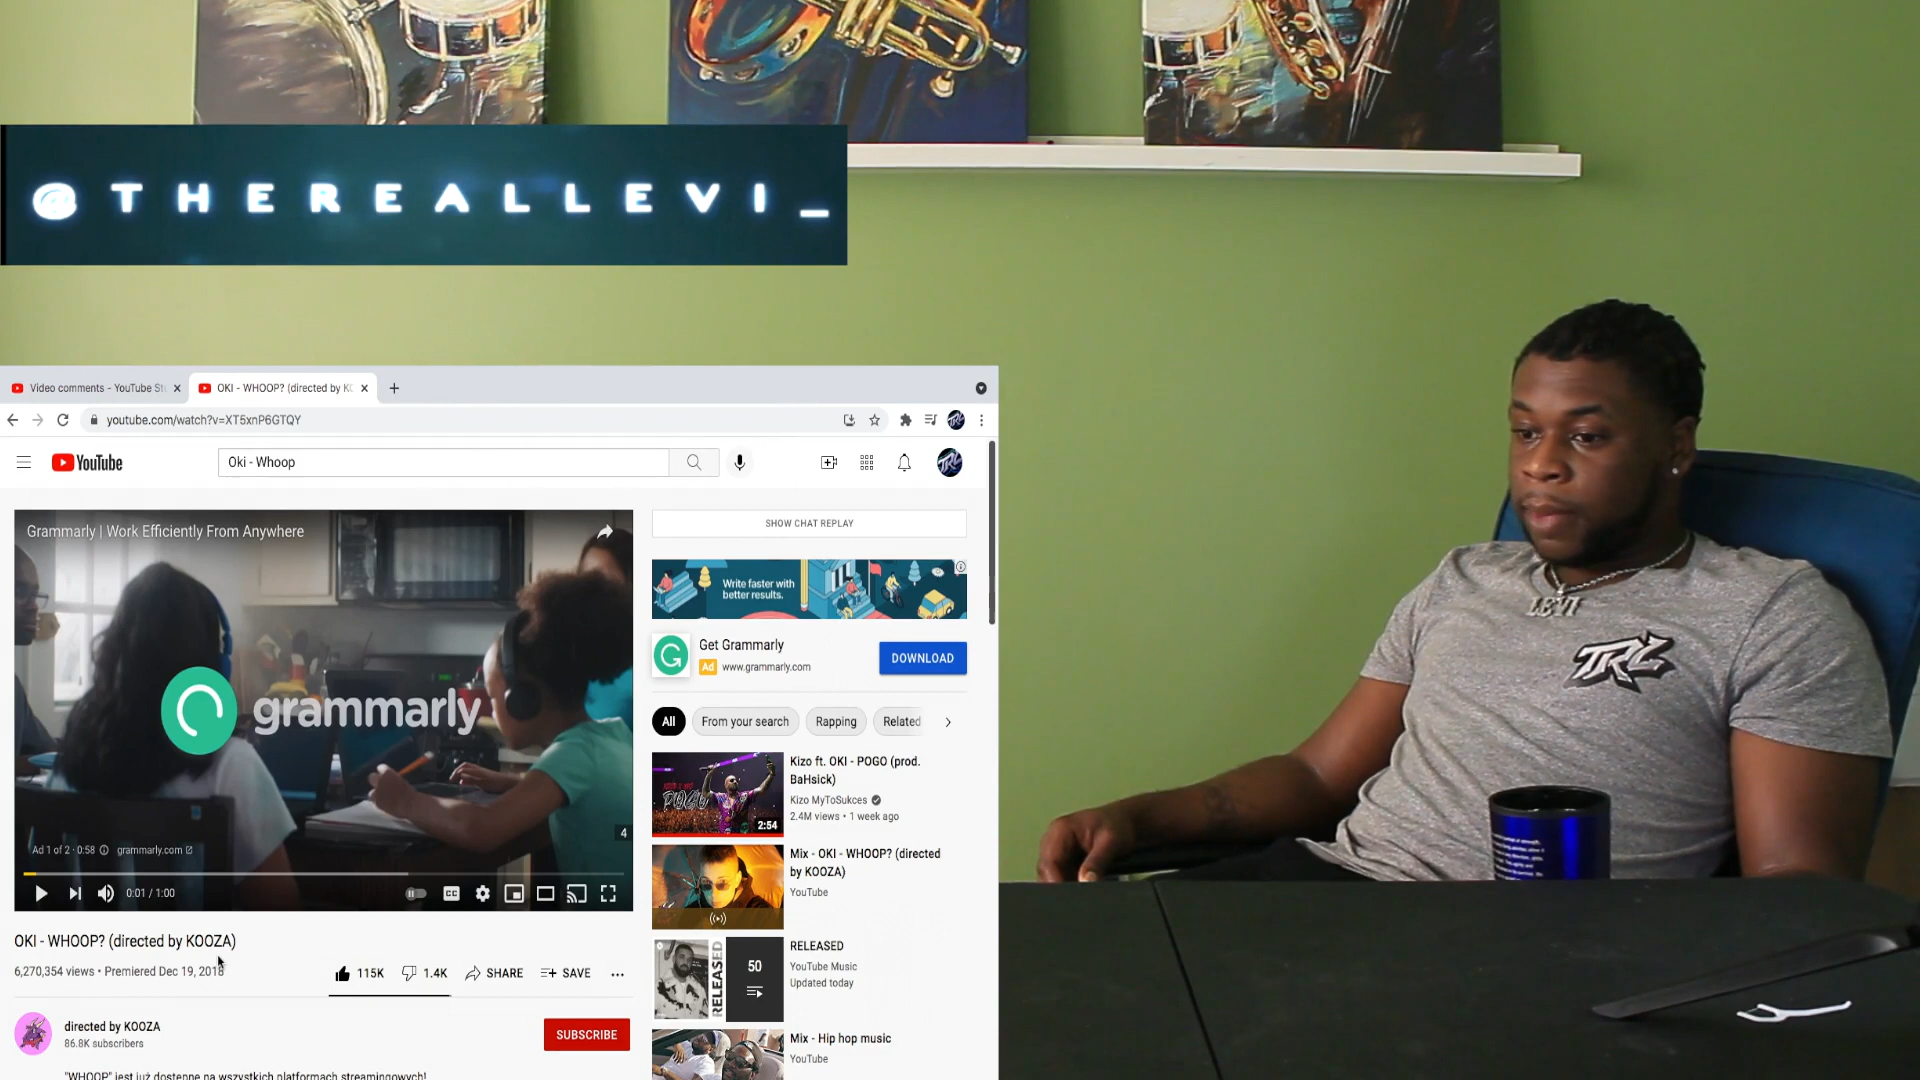 @THEREALLEVI_
Video comments - YouTube St
OKI - WHOOP? (directed by KO
youtube.com/watch?v=XT5xnP6GTQY
YouTube
Oki - Whoop
Grammarly | Work Efficiently From Anywhere
grammarly
4
Ad 1 of 2 · 0:58
grammarly.com
0:01 / 1:00
CC
OKI - WHOOP? (directed by KOOZA)
6,270,354 views • Premiered Dec 19, 2018
115K
1.4K
SHARE
SAVE
directed by KOOZA
86.8K subscribers
SUBSCRIBE
"WHOOP" jest już dostępne na wszystkich platformach streamingowych!
SHOW CHAT REPLAY
Write faster with
better results.
Get Grammarly
Ad www.grammarly.com
DOWNLOAD
All
From your search
Rapping
Related
POGO
2:54
Kizo ft. OKI - POGO (prod.
BaHsick)
Kizo MyToSukces
2.4M views • 1 week ago
Mix - OKI - WHOOP? (directed
by KOOZA)
YouTube
RELEASED
50
RELEASED
YouTube Music
Updated today
Mix - Hip hop music
YouTube
LEVI
TRL